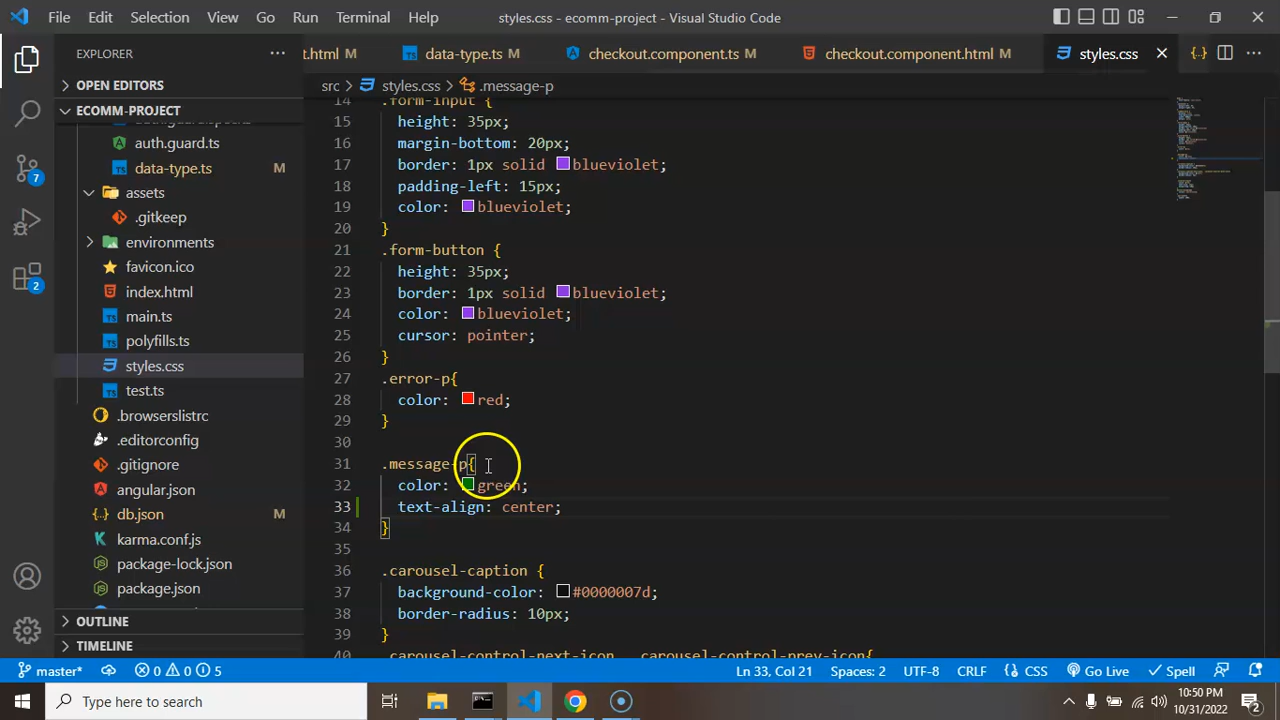 File Edit Selection View Go Run Terminal Help styles.css - ecomm-project - Visual Studio Code
EXPLORER
t.html M data-type.ts M checkout.component.ts M checkout.component.html M styles.css
OPEN EDITORS
src > styles.css > .message-p
ECOMM-PROJECT
auth.guard.ts
data-type.ts M
assets
.gitkeep
environments
favicon.ico
index.html
main.ts
polyfills.ts
styles.css
test.ts
.browserslistrc
.editorconfig
.gitignore
angular.json
db.json M
karma.conf.js
package-lock.json
package.json
OUTLINE
TIMELINE
7
2
14 .form-input {
15 height: 35px;
16 margin-bottom: 20px;
17 border: 1px solid blueviolet;
18 padding-left: 15px;
19 color: blueviolet;
20 }
21 .form-button {
22 height: 35px;
23 border: 1px solid blueviolet;
24 color: blueviolet;
25 cursor: pointer;
26 }
27 .error-p{
28 color: red;
29 }
30
31 .message-p{
32 color: green;
33 text-align: center;
34 }
35
36 .carousel-caption {
37 background-color: #0000007d;
38 border-radius: 10px;
39 }
40 .carousel-control-next-icon, .carousel-control-prev-icon{
master* 0 0 5 Ln 33, Col 21 Spaces: 2 UTF-8 CRLF { } CSS Go Live Spell
Type here to search
10:50 PM
10/31/2022
2